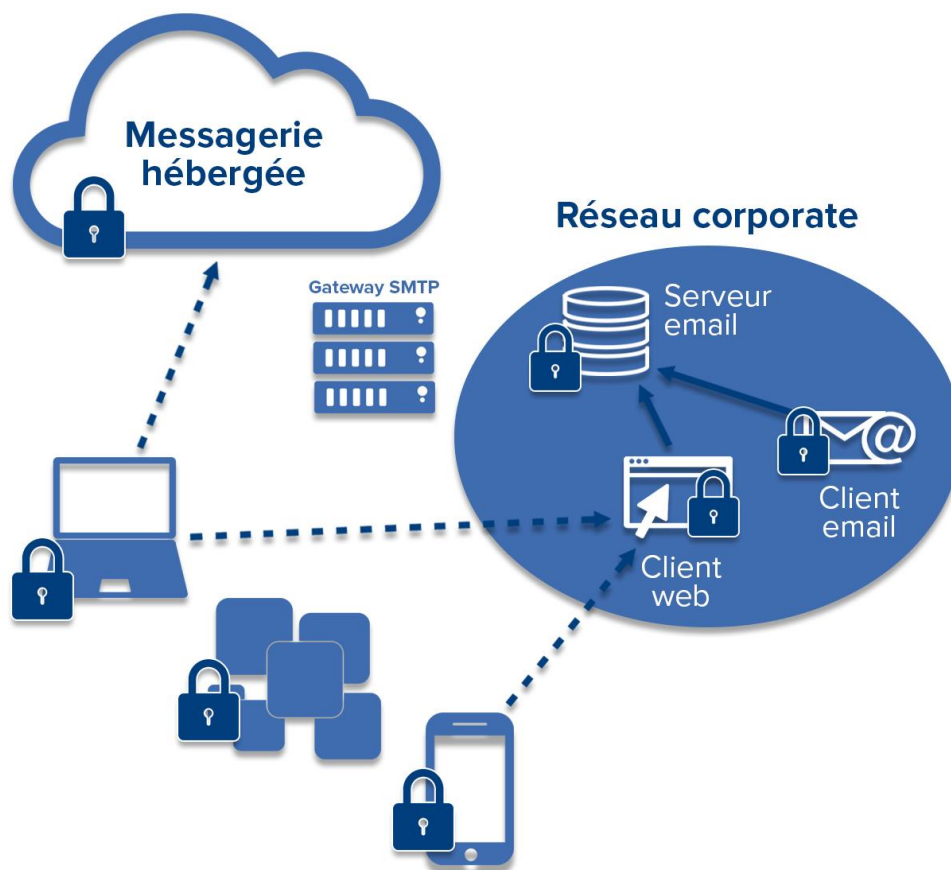 Messagerie
hébergée
Réseau corporate
Gateway SMTP
Serveur
email
@
Client
email
Client
web